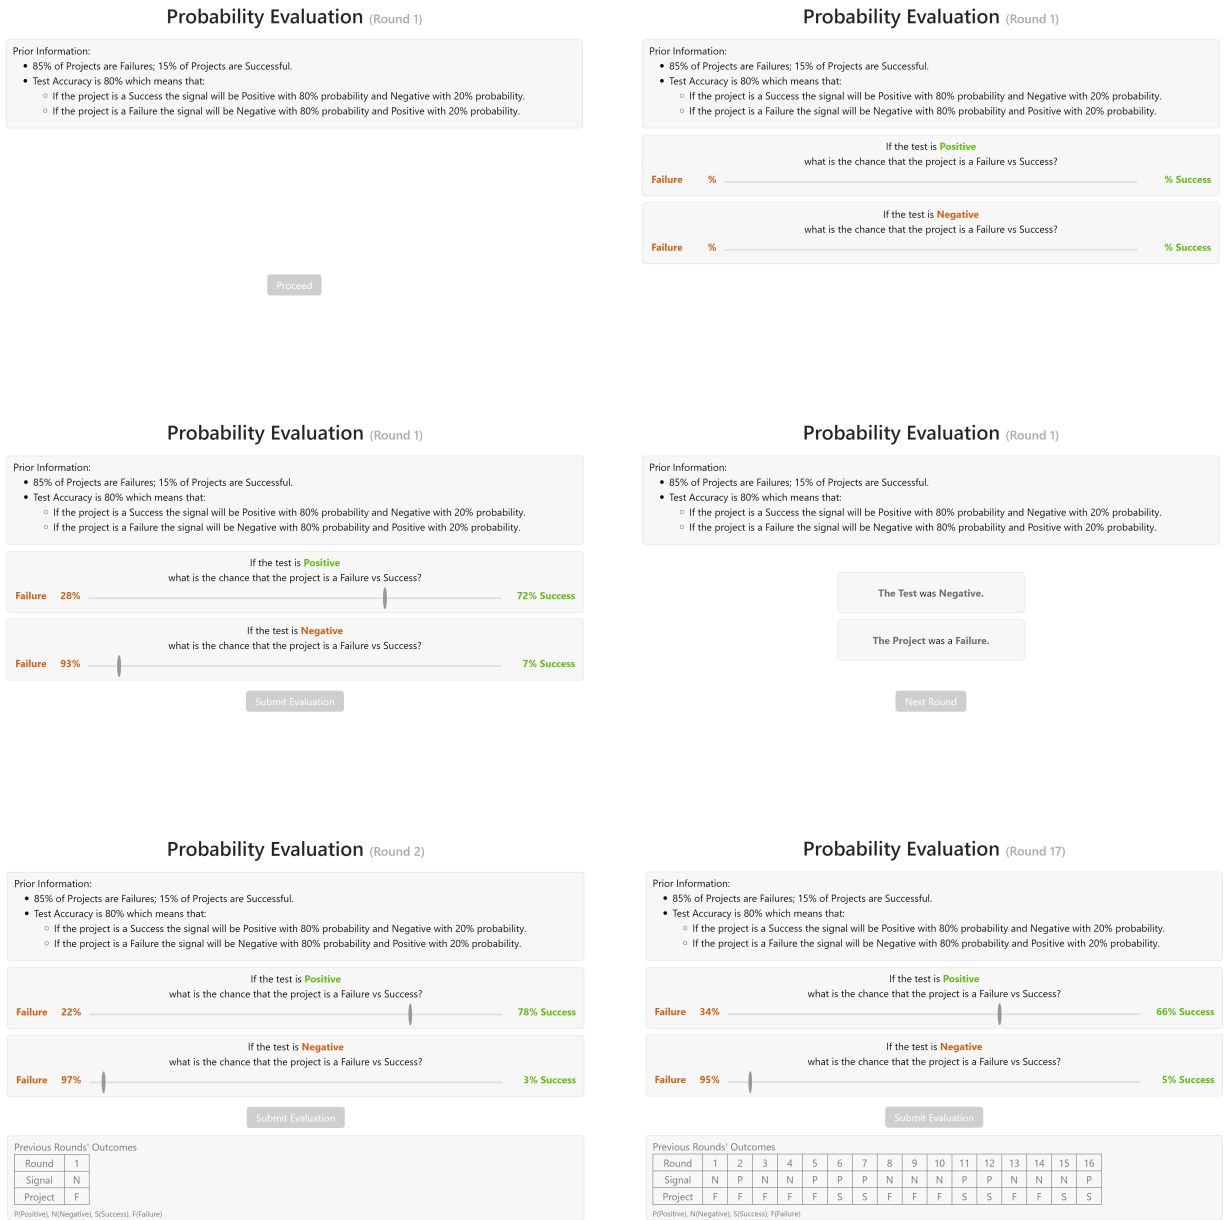 Probability Evaluation (Round 1)
Prior Information:
• 85% of Projects are Failures; 15% of Projects are Successful.
• Test Accuracy is 80% which means that:
◦ If the project is a Success the signal will be Positive with 80% probability and Negative with 20% probability.
◦ If the project is a Failure the signal will be Negative with 80% probability and Positive with 20% probability.
Proceed
Probability Evaluation (Round 1)
Prior Information:
• 85% of Projects are Failures; 15% of Projects are Successful.
• Test Accuracy is 80% which means that:
◦ If the project is a Success the signal will be Positive with 80% probability and Negative with 20% probability.
◦ If the project is a Failure the signal will be Negative with 80% probability and Positive with 20% probability.
If the test is Positive
what is the chance that the project is a Failure vs Success?
Failure % % Success
If the test is Negative
what is the chance that the project is a Failure vs Success?
Failure % % Success
Probability Evaluation (Round 1)
Prior Information:
• 85% of Projects are Failures; 15% of Projects are Successful.
• Test Accuracy is 80% which means that:
◦ If the project is a Success the signal will be Positive with 80% probability and Negative with 20% probability.
◦ If the project is a Failure the signal will be Negative with 80% probability and Positive with 20% probability.
If the test is Positive
what is the chance that the project is a Failure vs Success?
Failure 28% 72% Success
If the test is Negative
what is the chance that the project is a Failure vs Success?
Failure 93% 7% Success
Submit Evaluation
Probability Evaluation (Round 1)
Prior Information:
• 85% of Projects are Failures; 15% of Projects are Successful.
• Test Accuracy is 80% which means that:
◦ If the project is a Success the signal will be Positive with 80% probability and Negative with 20% probability.
◦ If the project is a Failure the signal will be Negative with 80% probability and Positive with 20% probability.
The Test was Negative.
The Project was a Failure.
Next Round
Probability Evaluation (Round 2)
Prior Information:
• 85% of Projects are Failures; 15% of Projects are Successful.
• Test Accuracy is 80% which means that:
◦ If the project is a Success the signal will be Positive with 80% probability and Negative with 20% probability.
◦ If the project is a Failure the signal will be Negative with 80% probability and Positive with 20% probability.
If the test is Positive
what is the chance that the project is a Failure vs Success?
Failure 22% 78% Success
If the test is Negative
what is the chance that the project is a Failure vs Success?
Failure 97% 3% Success
Submit Evaluation
Previous Rounds' Outcomes
Round 1
Signal N
Project F
P(Positive), N(Negative), S(Success), F(Failure)
Probability Evaluation (Round 17)
Prior Information:
• 85% of Projects are Failures; 15% of Projects are Successful.
• Test Accuracy is 80% which means that:
◦ If the project is a Success the signal will be Positive with 80% probability and Negative with 20% probability.
◦ If the project is a Failure the signal will be Negative with 80% probability and Positive with 20% probability.
If the test is Positive
what is the chance that the project is a Failure vs Success?
Failure 34% 66% Success
If the test is Negative
what is the chance that the project is a Failure vs Success?
Failure 95% 5% Success
Submit Evaluation
Previous Rounds' Outcomes
Round 1 2 3 4 5 6 7 8 9 10 11 12 13 14 15 16
Signal N P N N P P P N N N P P N N N P
Project F F F F F S S F F F S S F F S S
P(Positive), N(Negative), S(Success), F(Failure)